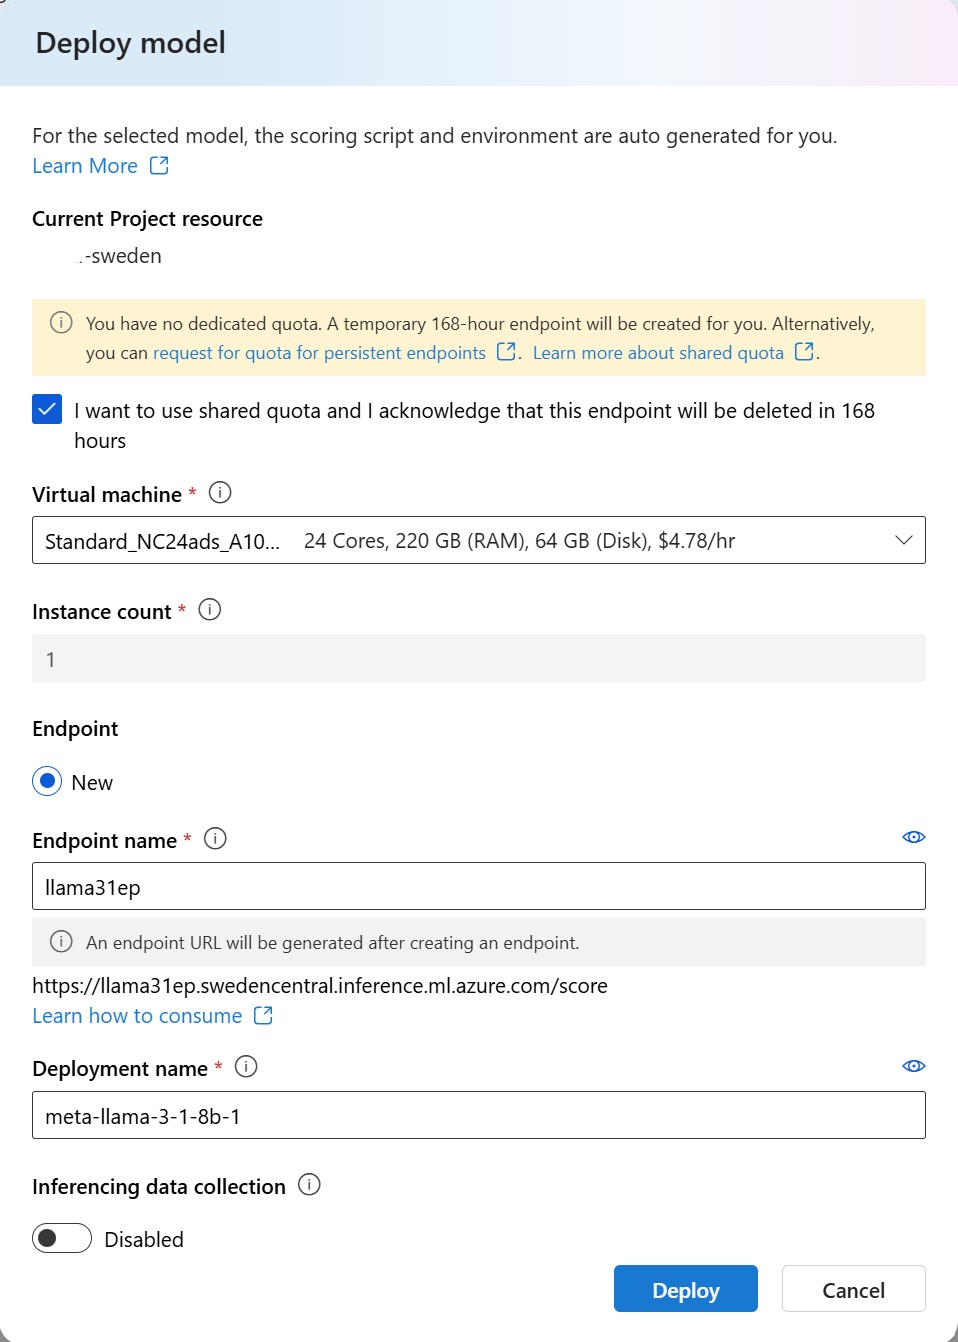 Deploy model
For the selected model, the scoring script and environment are auto generated for you.
Learn More
Current Project resource
-sweden
You have no dedicated quota. A temporary 168-hour endpoint will be created for you. Alternatively,
you can request for quota for persistent endpoints . Learn more about shared quota .
I want to use shared quota and I acknowledge that this endpoint will be deleted in 168
hours
Virtual machine *
Standard_NC24ads_A10... 24 Cores, 220 GB (RAM), 64 GB (Disk), $4.78/hr
Instance count *
1
Endpoint
New
Endpoint name *
llama31ep
An endpoint URL will be generated after creating an endpoint.
https://llama31ep.swedencentral.inference.ml.azure.com/score
Learn how to consume
Deployment name *
meta-llama-3-1-8b-1
Inferencing data collection
Disabled
Deploy
Cancel